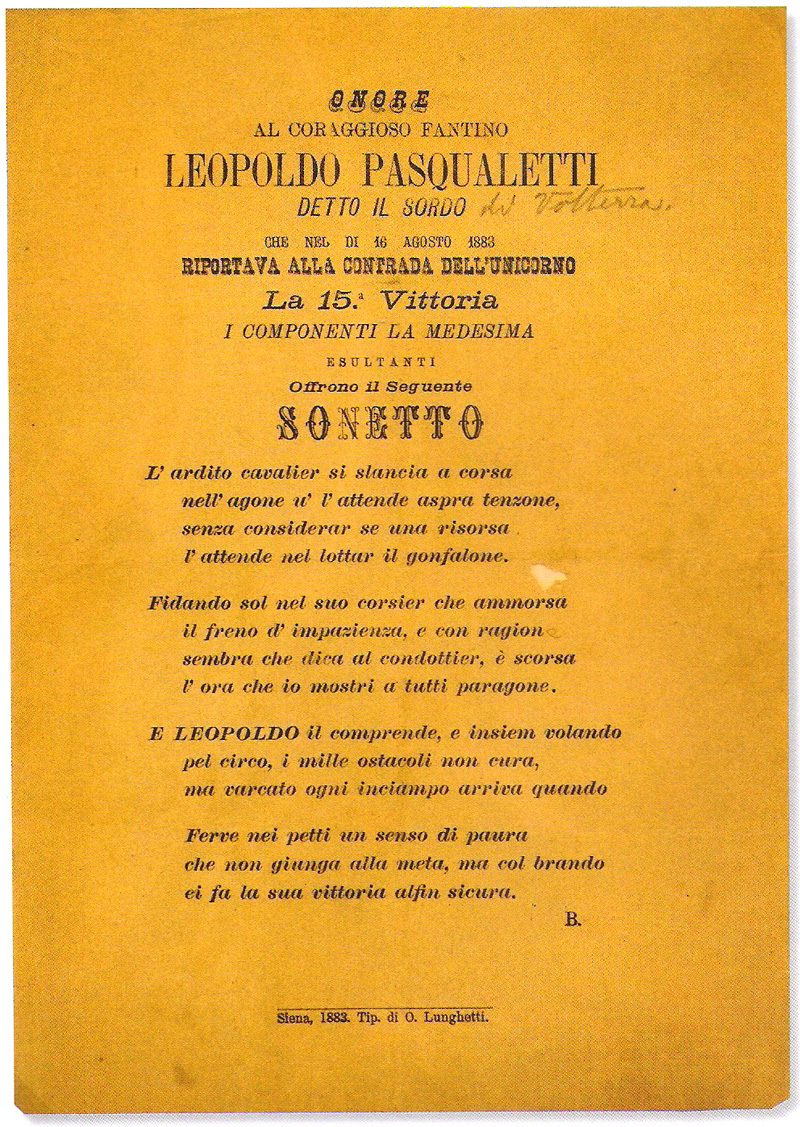 ONORE
AL CORAGGIOSO FANTINO
LEOPOLDO PASQUALETTI
DETTO IL SORDO di Volterra.
CHE NEL DI 16 AGOSTO 1883
RIPORTAVA ALLA CONTRADA DELL'UNICORNO
La 15.ª Vittoria
I COMPONENTI LA MEDESIMA
ESULTANTI
Offrono il Seguente
SONETTO
L' ardito cavalier si slancia a corsa
nell' agone u' l' attende aspra tenzone,
senza considerar se una risorsa
l' attende nel lottar il gonfalone.
Fidando sol nel suo corsier che ammorsa
il freno d' impazienza, e con ragione
sembra che dica al condottier, è scorsa
l' ora che io mostri a tutti paragone.
E LEOPOLDO il comprende, e insiem volando
pel circo, i mille ostacoli non cura,
ma varcato ogni inciampo arriva quando
Ferve nei petti un senso di paura
che non giunga alla meta, ma col brando
ei fa la sua vittoria alfin sicura.
B.
Siena, 1883. Tip. di O. Lunghetti.